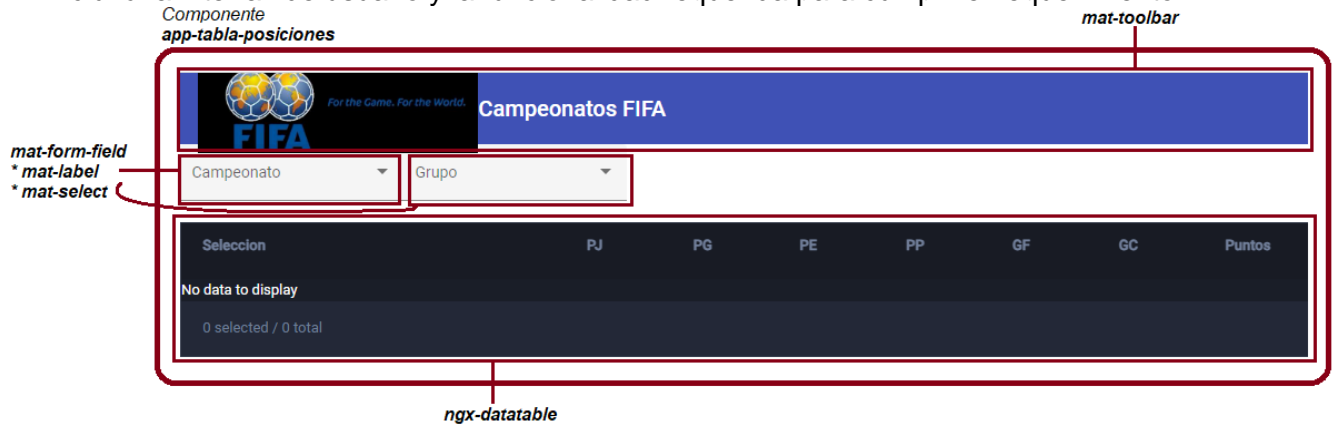 Componente
app-tabla-posiciones
mat-toolbar
For the Game. For the World.
FIFA
Campeonatos FIFA
mat-form-field
* mat-label
* mat-select
Campeonato
Grupo
Seleccion PJ PG PE PP GF GC Puntos
No data to display
0 selected / 0 total
ngx-datatable